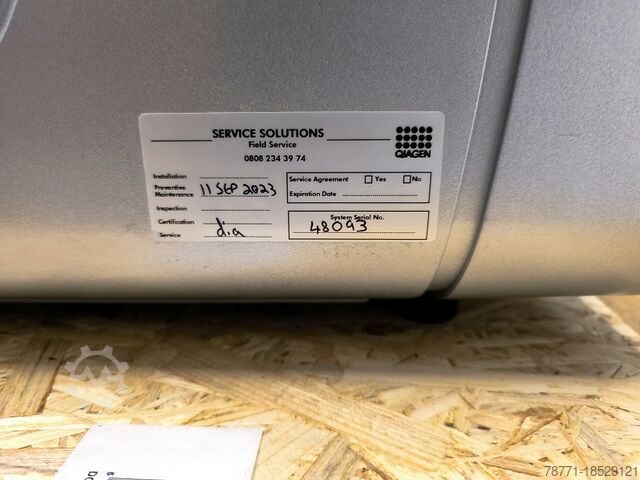 SERVICE SOLUTIONS
Field Service
0808 234 39 74
QIAGEN
Installation
Preventive Maintenance 11 SEP 2023
Inspection
Certification
Service d.a
Service Agreement Yes No
Expiration Date
System Serial No.
48093
78771-18529121